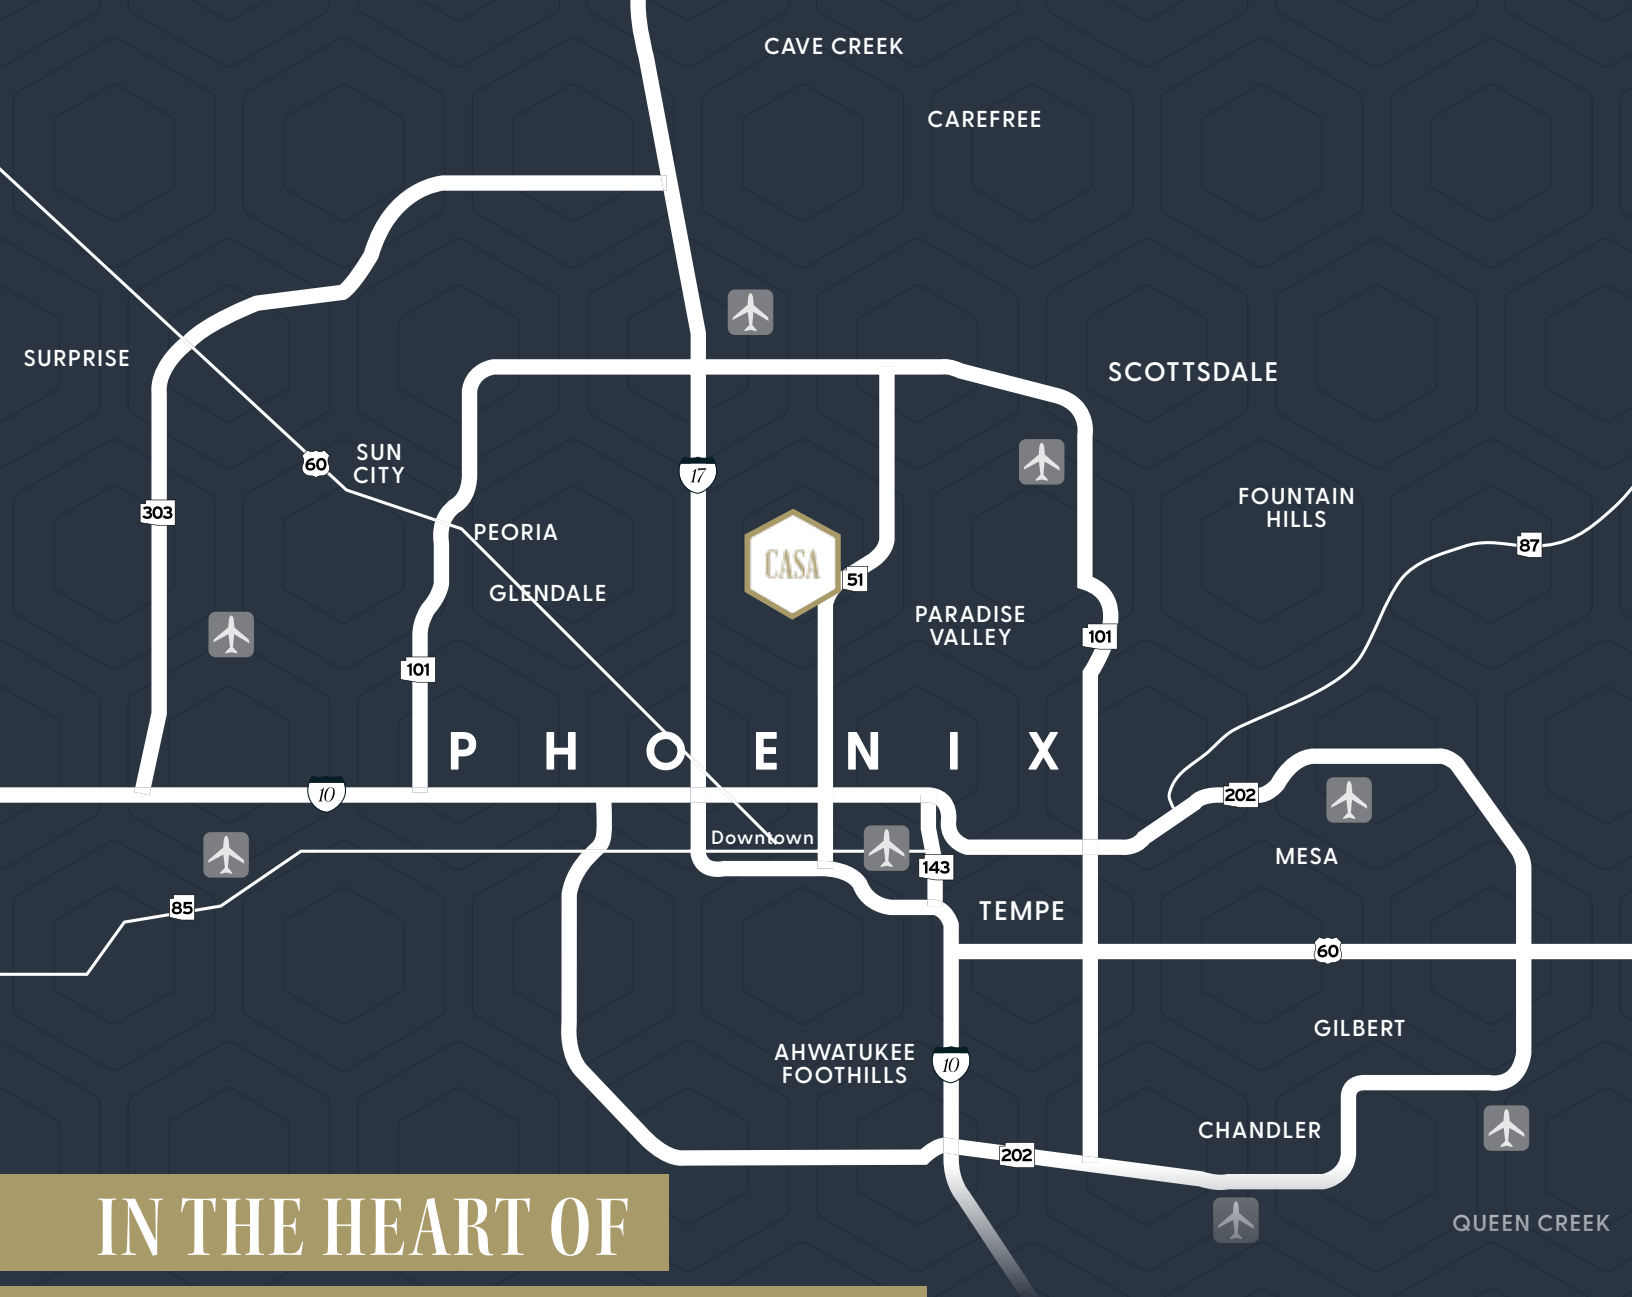 CAVE CREEK
CAREFREE
SURPRISE
SCOTTSDALE
SUN
CITY
60
17
303
FOUNTAIN
HILLS
87
PEORIA
CASA
51
GLENDALE
PARADISE
VALLEY
101
101
PHOENIX
10
202
Downtown
MESA
143
85
TEMPE
60
GILBERT
AHWATUKEE
FOOTHILLS
10
CHANDLER
202
QUEEN CREEK
IN THE HEART OF